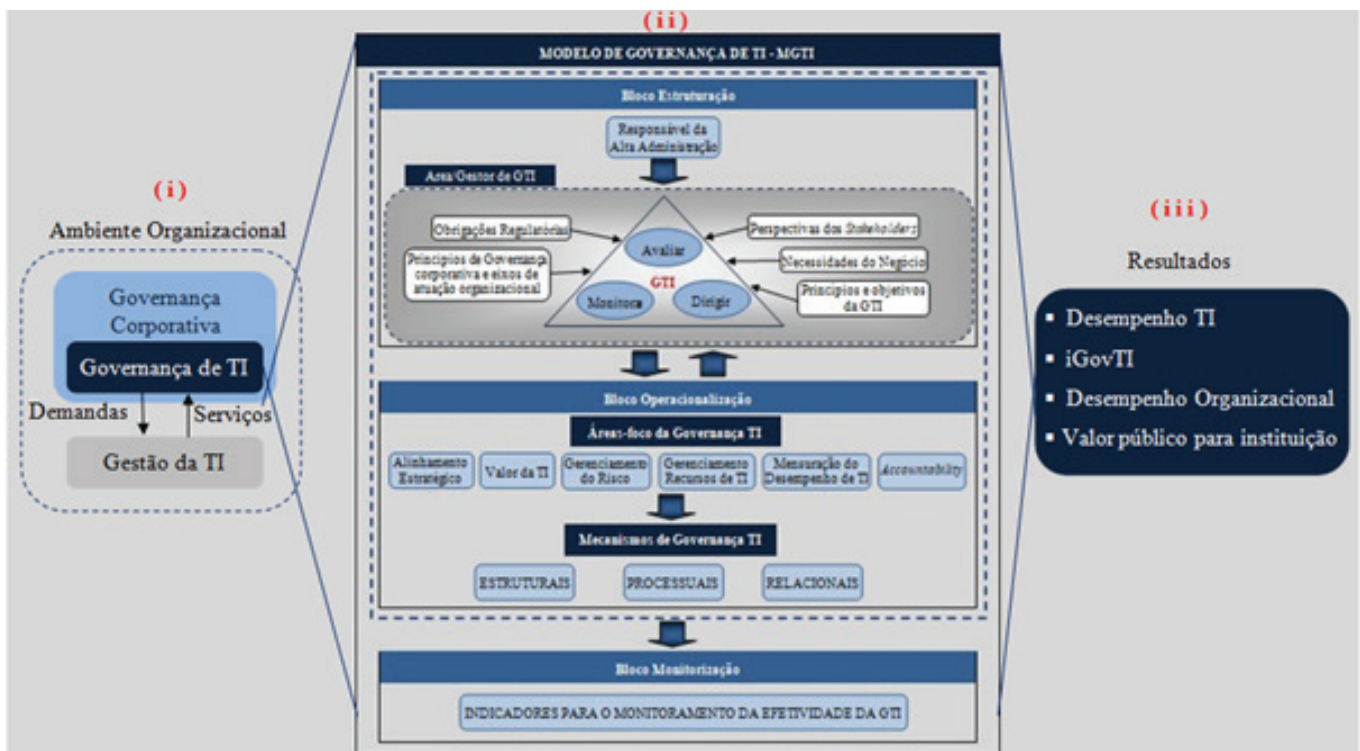 (ii)
MODELO DE GOVERNANÇA DE TI - MGTI
Bloco Estruturação
Responsável da
Alta Administração
Area/Gestor de GTI
Obrigações Regulatórias
Princípios de Governança
corporativa e eixos de
atuação organizacional
Avaliar
GTI
Monitora
Dirigir
Perspectivas dos Stakeholders
Necessidades do Negócio
Princípios e objetivos
da GTI
(i)
Ambiente Organizacional
Governança
Corporativa
Governança de TI
Demandas
Serviços
Gestão da TI
Bloco Operacionalização
Áreas-foco da Governança TI
Alinhamento
Estratégico
Valor da TI
Gerenciamento
do Risco
Gerenciamento
Recursos de TI
Mensuração do
Desempenho de TI
Accountability
Mecanismos de Governança TI
ESTRUTURAIS
PROCESSUAIS
RELACIONAIS
Bloco Monitorização
INDICADORES PARA O MONITORAMENTO DA EFETIVIDADE DA GTI
(iii)
Resultados
▪ Desempenho TI
▪ iGovTI
▪ Desempenho Organizacional
▪ Valor público para instituição